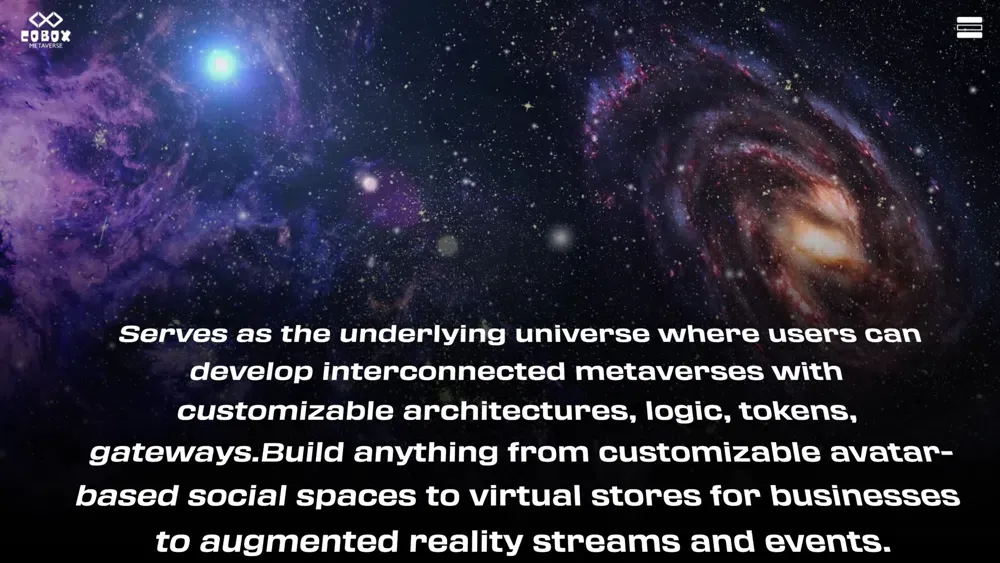 COBOX
METAVERSE
Serves as the underlying universe where users can
develop interconnected metaverses with
customizable architectures, logic, tokens,
gateways.Build anything from customizable avatar-
based social spaces to virtual stores for businesses
to augmented reality streams and events.